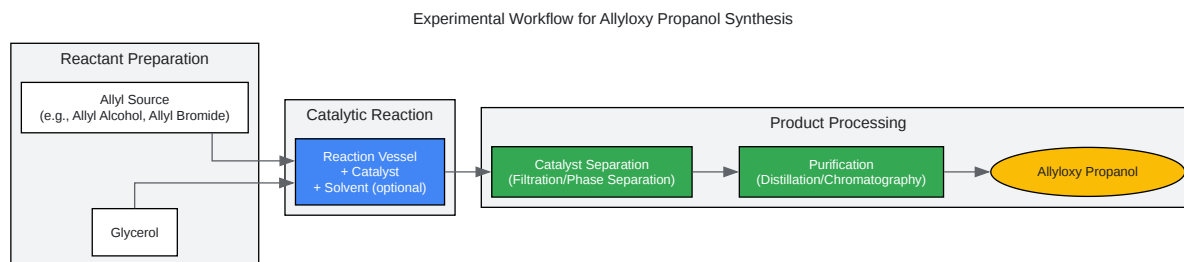 Experimental Workflow for Allyloxy Propanol Synthesis
Reactant Preparation
Allyl Source
(e.g., Allyl Alcohol, Allyl Bromide)
Glycerol
Catalytic Reaction
Reaction Vessel
+ Catalyst
+ Solvent (optional)
Product Processing
Catalyst Separation
(Filtration/Phase Separation)
Purification
(Distillation/Chromatography)
Allyloxy Propanol